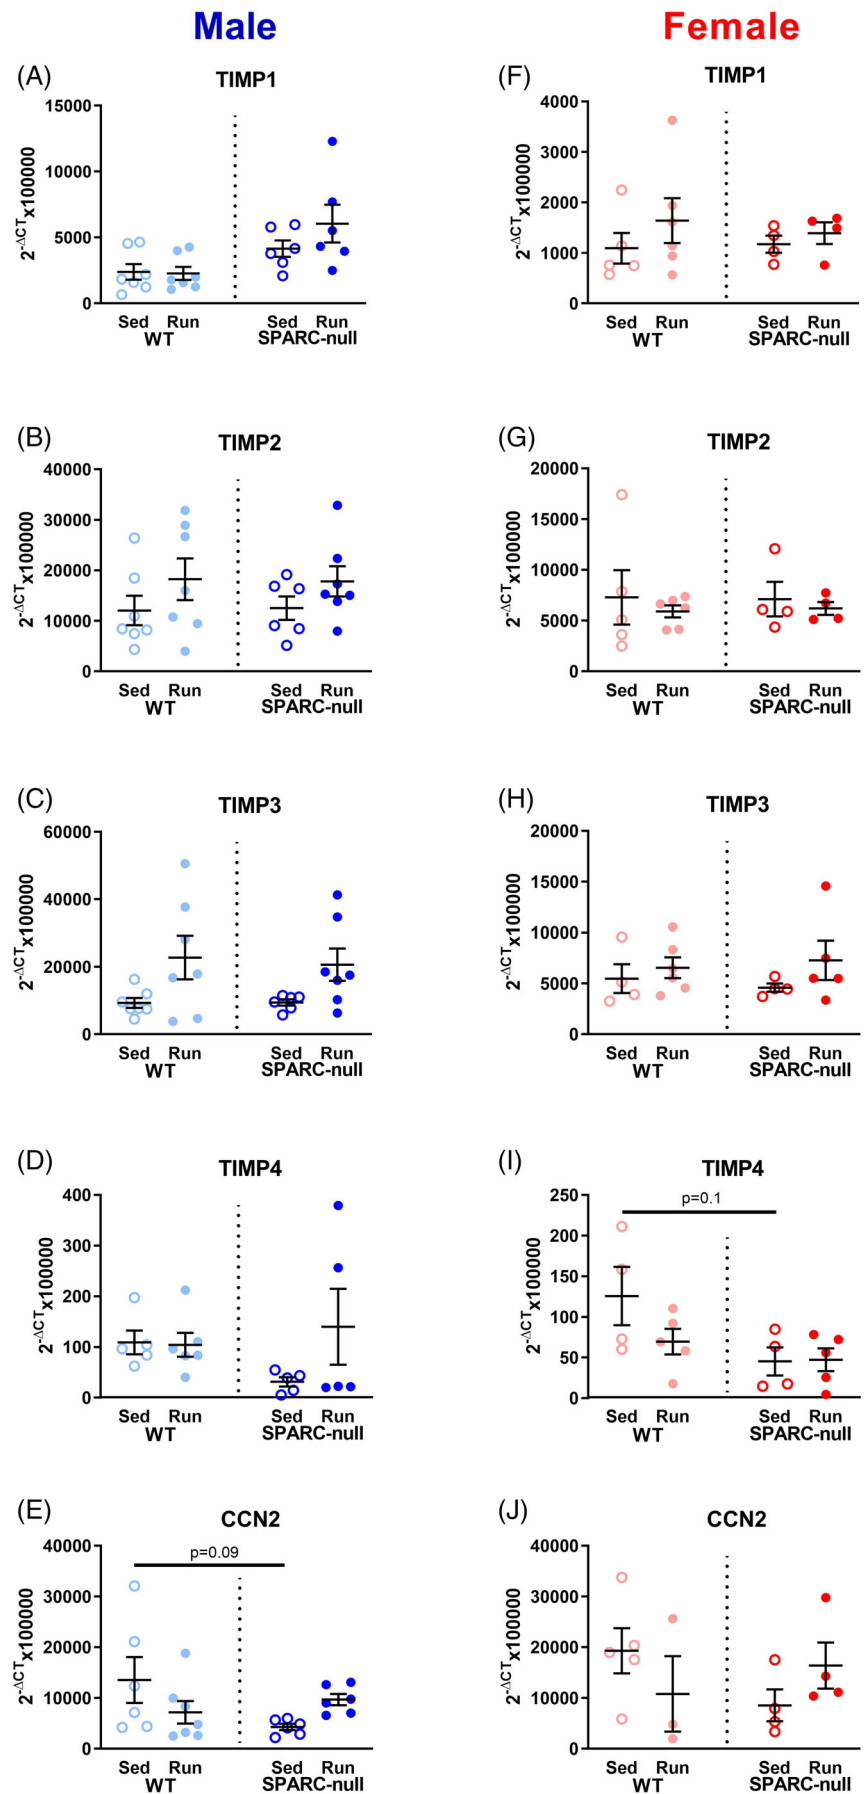 Male
Female
(A)
TIMP1
15000
10000
5000
0
2-ΔCTx100000
Sed Run Sed Run
WT SPARC-null
(F)
TIMP1
4000
3000
2000
1000
0
2-ΔCTx100000
Sed Run Sed Run
WT SPARC-null
(B)
TIMP2
40000
30000
20000
10000
0
2-ΔCTx100000
Sed Run Sed Run
WT SPARC-null
(G)
TIMP2
20000
15000
10000
5000
0
2-ΔCTx100000
Sed Run Sed Run
WT SPARC-null
(C)
TIMP3
60000
40000
20000
0
2-ΔCTx100000
Sed Run Sed Run
WT SPARC-null
(H)
TIMP3
20000
15000
10000
5000
0
2-ΔCTx100000
Sed Run Sed Run
WT SPARC-null
(D)
TIMP4
400
300
200
100
0
2-ΔCTx100000
Sed Run Sed Run
WT SPARC-null
(I)
TIMP4
p=0.1
250
200
150
100
50
0
2-ΔCTx100000
Sed Run Sed Run
WT SPARC-null
(E)
CCN2
p=0.09
40000
30000
20000
10000
0
2-ΔCTx100000
Sed Run Sed Run
WT SPARC-null
(J)
CCN2
40000
30000
20000
10000
0
2-ΔCTx100000
Sed Run Sed Run
WT SPARC-null